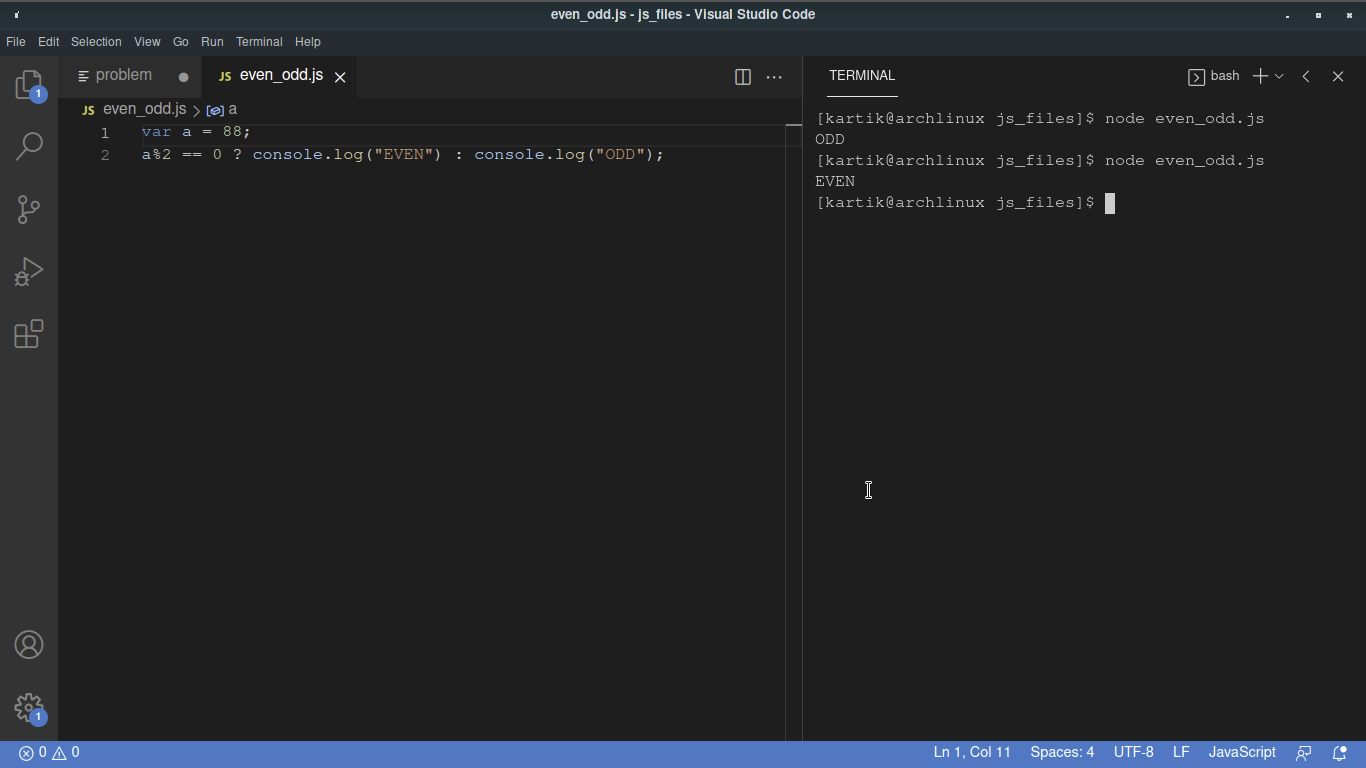 even_odd.js - js_files - Visual Studio Code
File Edit Selection View Go Run Terminal Help
problem
JS even_odd.js
JS even_odd.js > a
1 var a = 88;
2 a%2 == 0 ? console.log("EVEN") : console.log("ODD");
TERMINAL
bash
[kartik@archlinux js_files]$ node even_odd.js
ODD
[kartik@archlinux js_files]$ node even_odd.js
EVEN
[kartik@archlinux js_files]$
1
1
0 0
Ln 1, Col 11 Spaces: 4 UTF-8 LF JavaScript